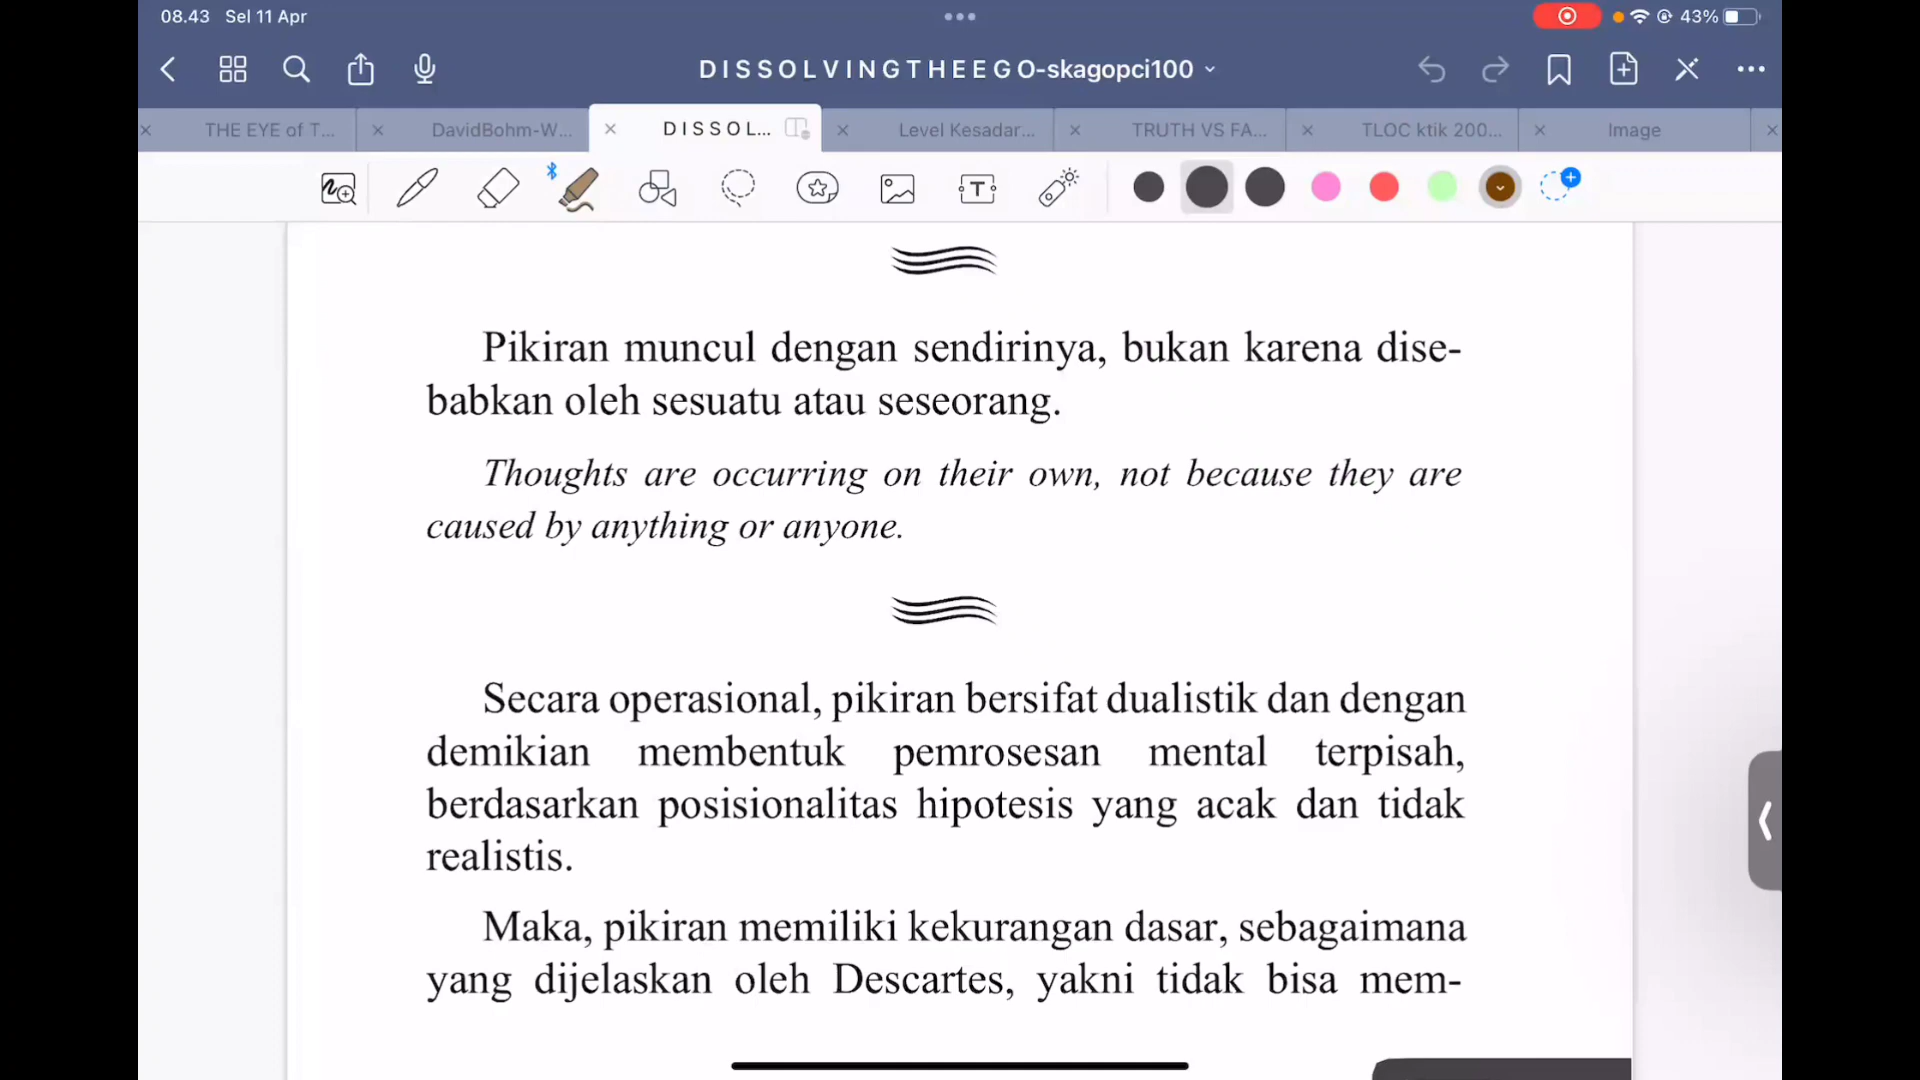 08.43 Sel 11 Apr
43%
D I S S O L V I N G T H E E G O-skagopci100
THE EYE of T...
DavidBohm-W...
D I S S O L...
Level Kesadar...
TRUTH VS FA...
TLOC ktik 200...
Image
Pikiran muncul dengan sendirinya, bukan karena dise-
babkan oleh sesuatu atau seseorang.
Thoughts are occurring on their own, not because they are
caused by anything or anyone.
Secara operasional, pikiran bersifat dualistik dan dengan
demikian membentuk pemrosesan mental terpisah,
berdasarkan posisionalitas hipotesis yang acak dan tidak
realistis.
Maka, pikiran memiliki kekurangan dasar, sebagaimana
yang dijelaskan oleh Descartes, yakni tidak bisa mem-